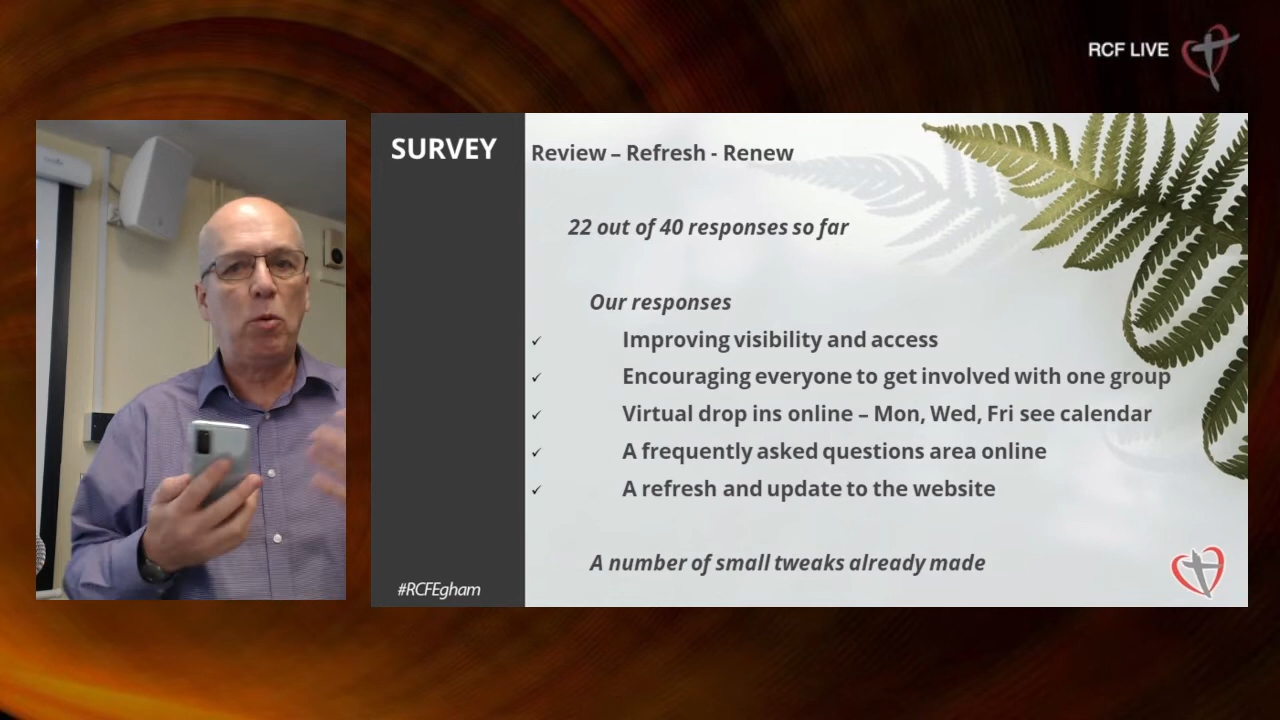 RCF LIVE
SURVEY
Review – Refresh - Renew
22 out of 40 responses so far
Our responses
✓ Improving visibility and access
✓ Encouraging everyone to get involved with one group
✓ Virtual drop ins online – Mon, Wed, Fri see calendar
✓ A frequently asked questions area online
✓ A refresh and update to the website
A number of small tweaks already made
#RCFEgham